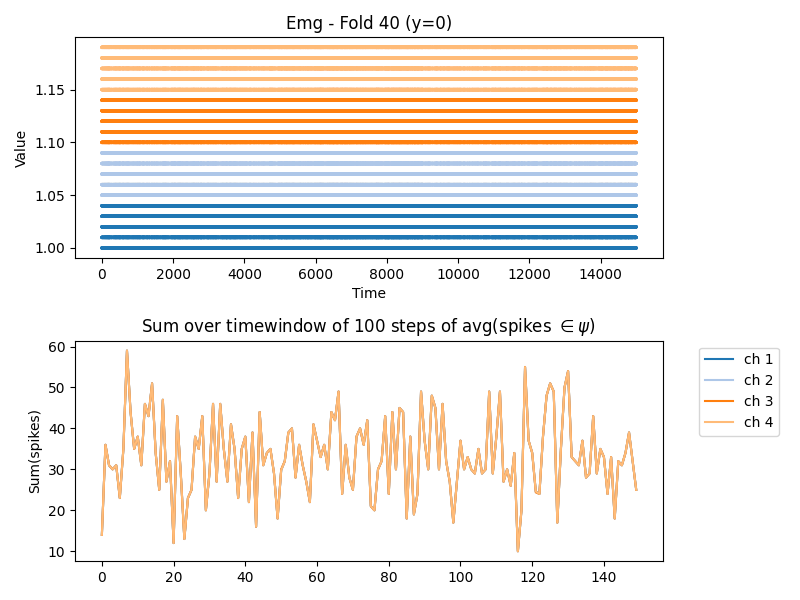 Emg - Fold 40 (y=0)
1.15
1.10
1.05
1.00
Value
0 2000 4000 6000 8000 10000 12000 14000
Time
Sum over timewindow of 100 steps of avg(spikes ∈ψ)
60
50
40
30
20
10
Sum(spikes)
0 20 40 60 80 100 120 140
ch 1
ch 2
ch 3
ch 4